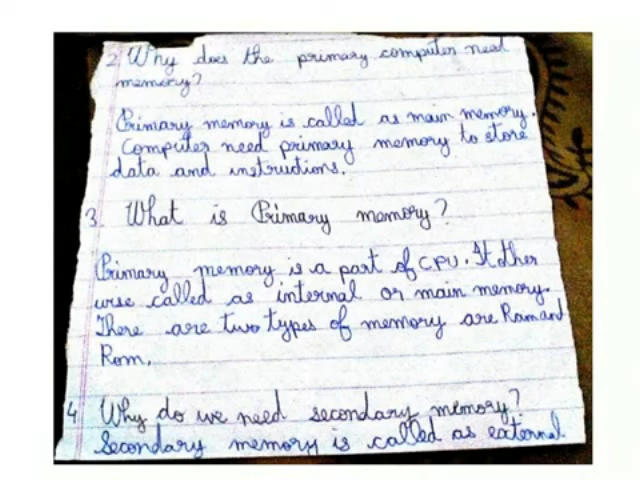 2 Why does the primary computer need
memory?
Primary memory is called as main memory.
Computer need primary memory to store
data and instructions.
3 What is Primary memory?
Primary memory is a part of CPU. It other
wise called as internal or main memory.
There are two types of memory are Ram and
Rom.
4 Why do we need secondary memory?
Secondary memory is called as external